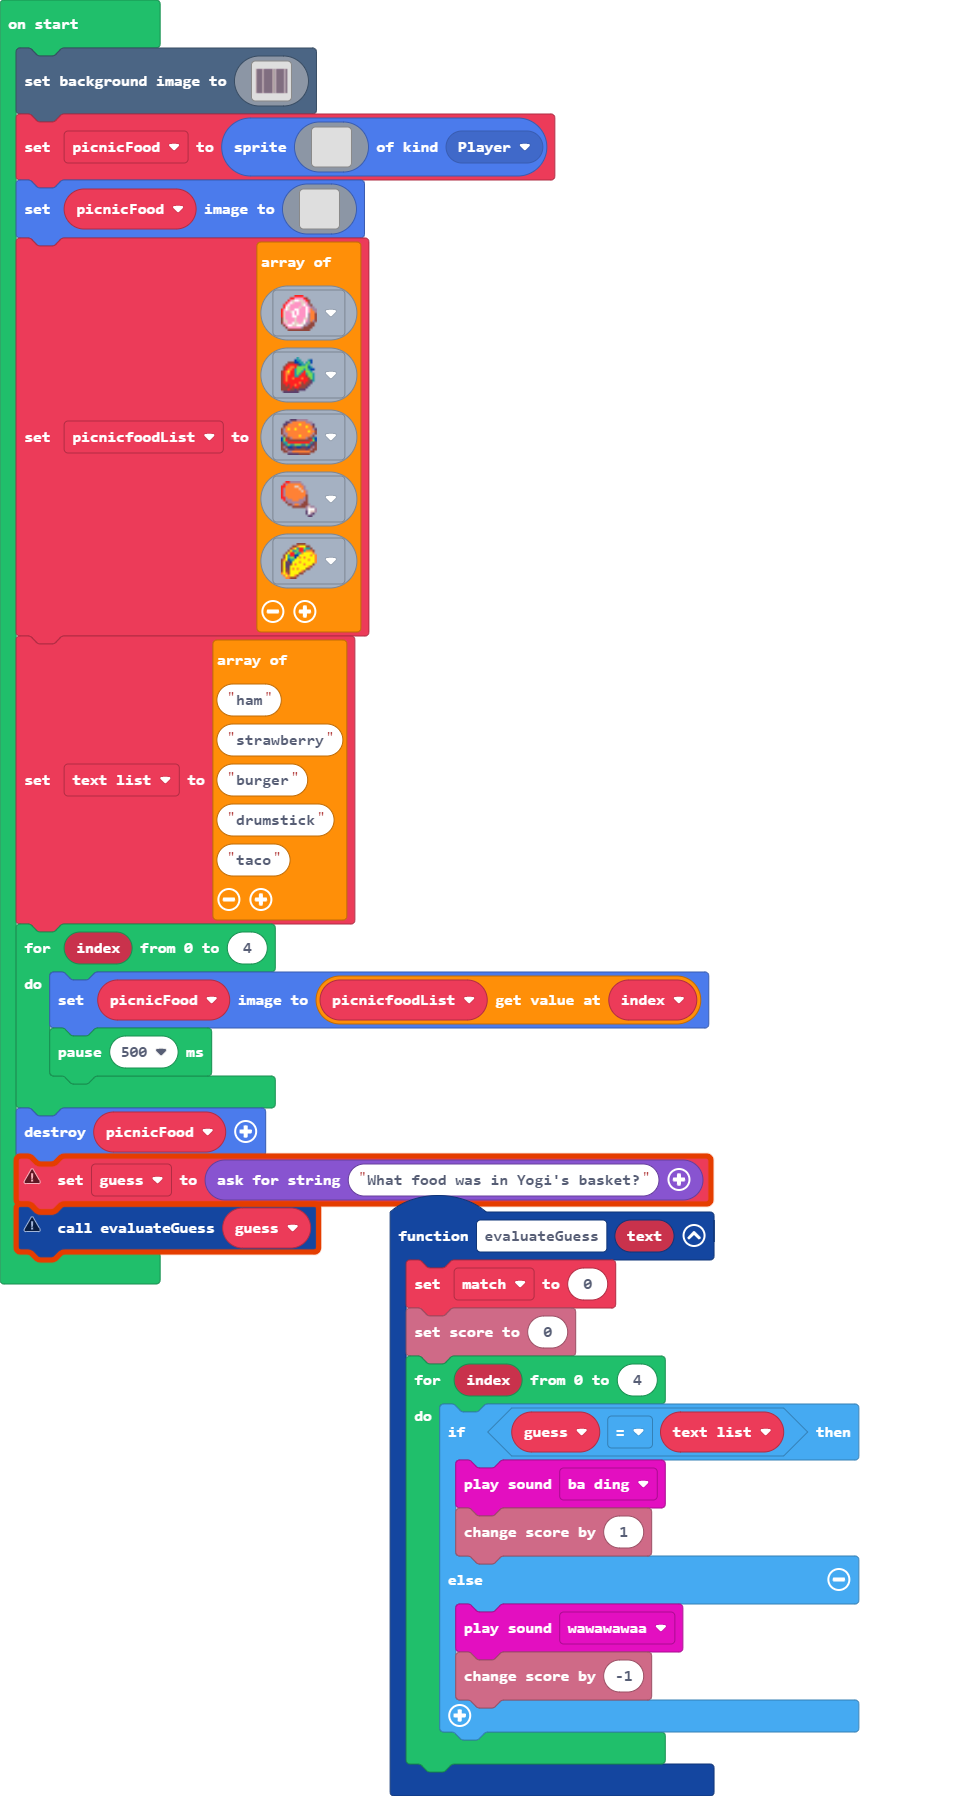 on start
set background image to
set picnicFood to sprite of kind Player
set picnicFood image to
array of
set picnicfoodList to
array of
"ham"
"strawberry"
"burger"
set text list to
"drumstick"
"taco"
for index from 0 to 4
do
set picnicFood image to picnicfoodList get value at index
pause 500 ms
destroy picnicFood
set guess to ask for string "What food was in Yogi's basket?"
call evaluateGuess guess
function evaluateGuess text
set match to 0
set score to 0
for index from 0 to 4
do
if guess = text list then
play sound ba ding
change score by 1
else
play sound wawawawaa
change score by -1